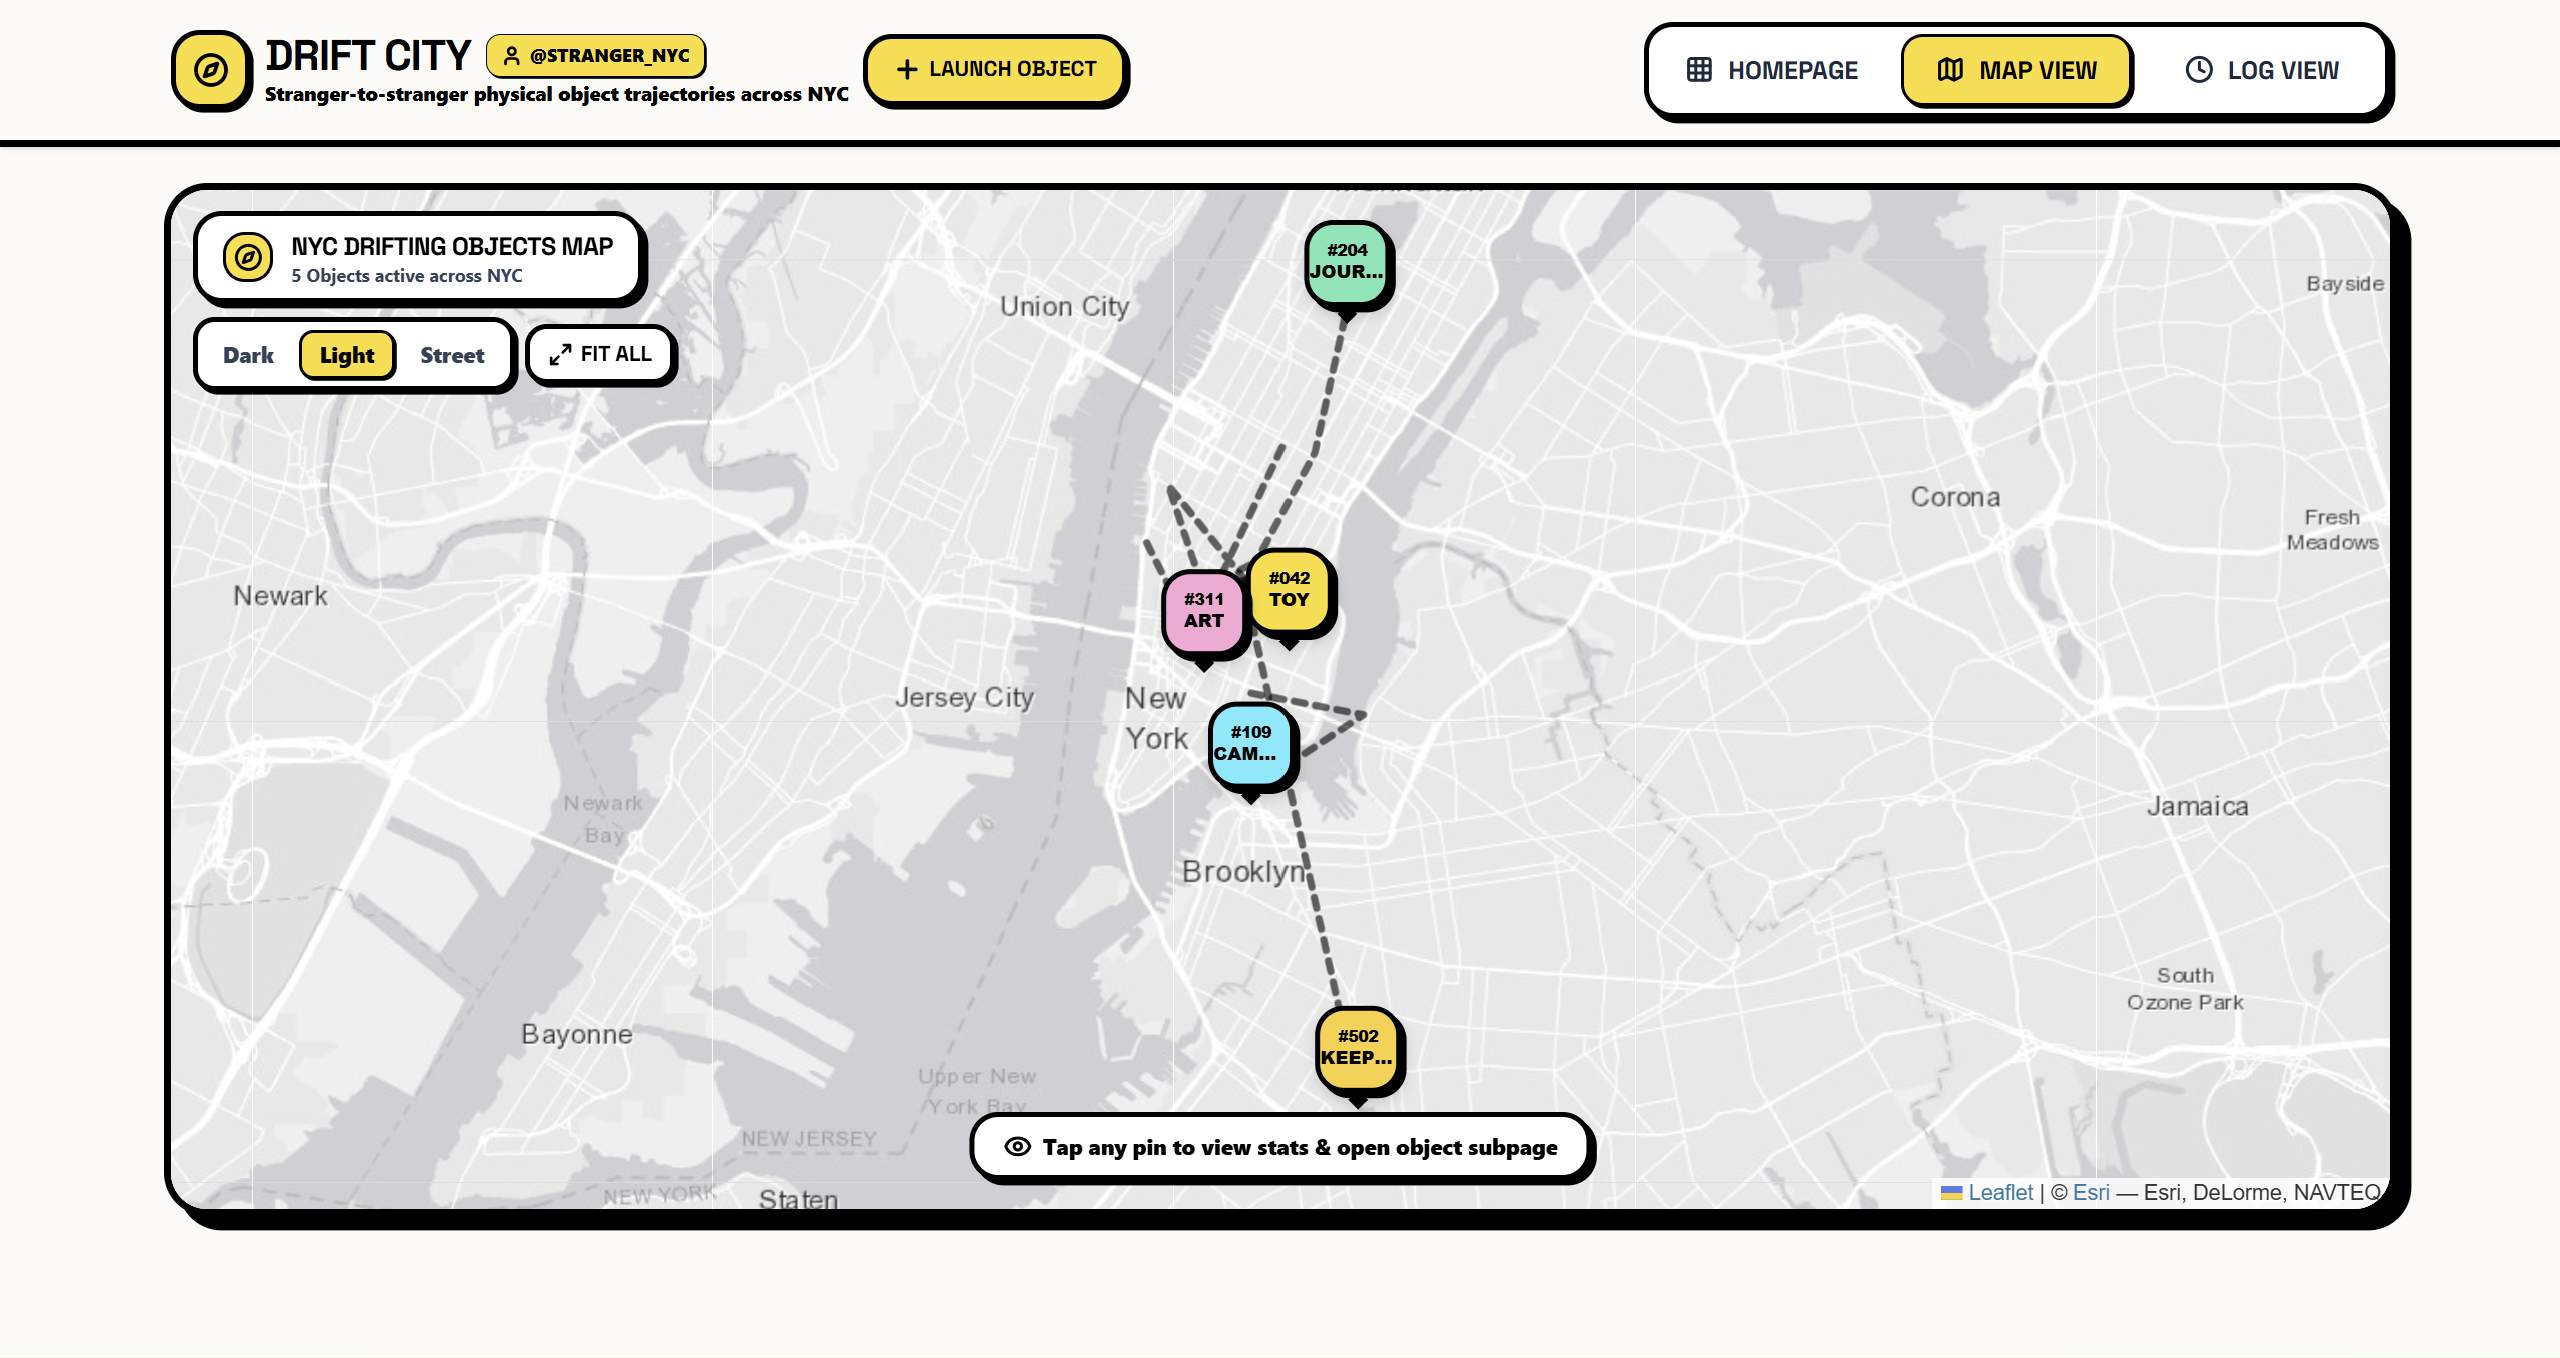 DRIFT CITY
@STRANGER_NYC
Stranger-to-stranger physical object trajectories across NYC
LAUNCH OBJECT
HOMEPAGE
MAP VIEW
LOG VIEW
NYC DRIFTING OBJECTS MAP
5 Objects active across NYC
Dark
Light
Street
FIT ALL
#204
JOUR...
Union City
Bayside
Corona
Fresh
Meadows
Newark
#311
ART
#042
TOY
Jersey City
New
York
#109
CAM...
Newark
Bay
Jamaica
Brooklyn
South
Ozone Park
Bayonne
#502
KEEP...
Upper New
York Bay
NEW JERSEY
NEW YORK
Staten
Tap any pin to view stats & open object subpage
Leaflet | © Esri — Esri, DeLorme, NAVTEQ